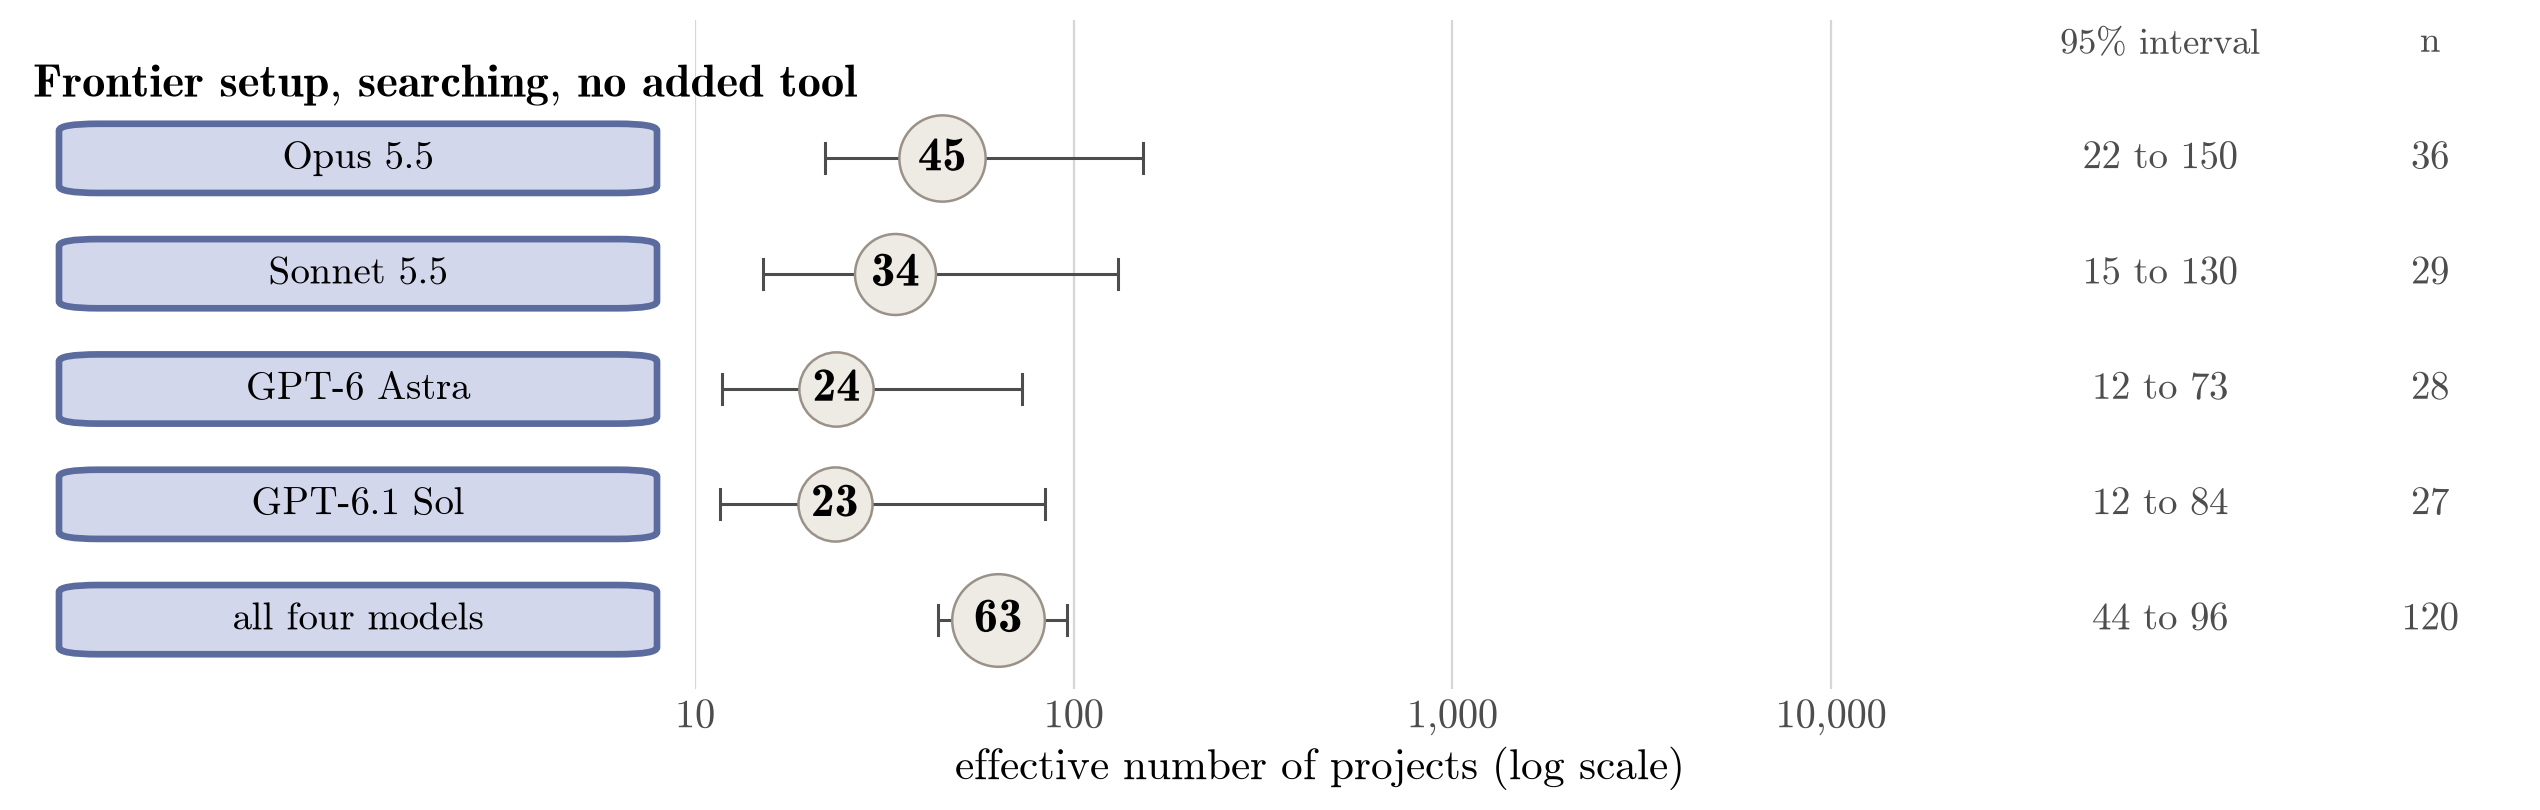 95% interval n
Frontier setup, searching, no added tool
Opus 5.5 45 22 to 150 36
Sonnet 5.5 34 15 to 130 29
GPT-6 Astra 24 12 to 73 28
GPT-6.1 Sol 23 12 to 84 27
all four models 63 44 to 96 120
10 100 1,000 10,000
effective number of projects (log scale)